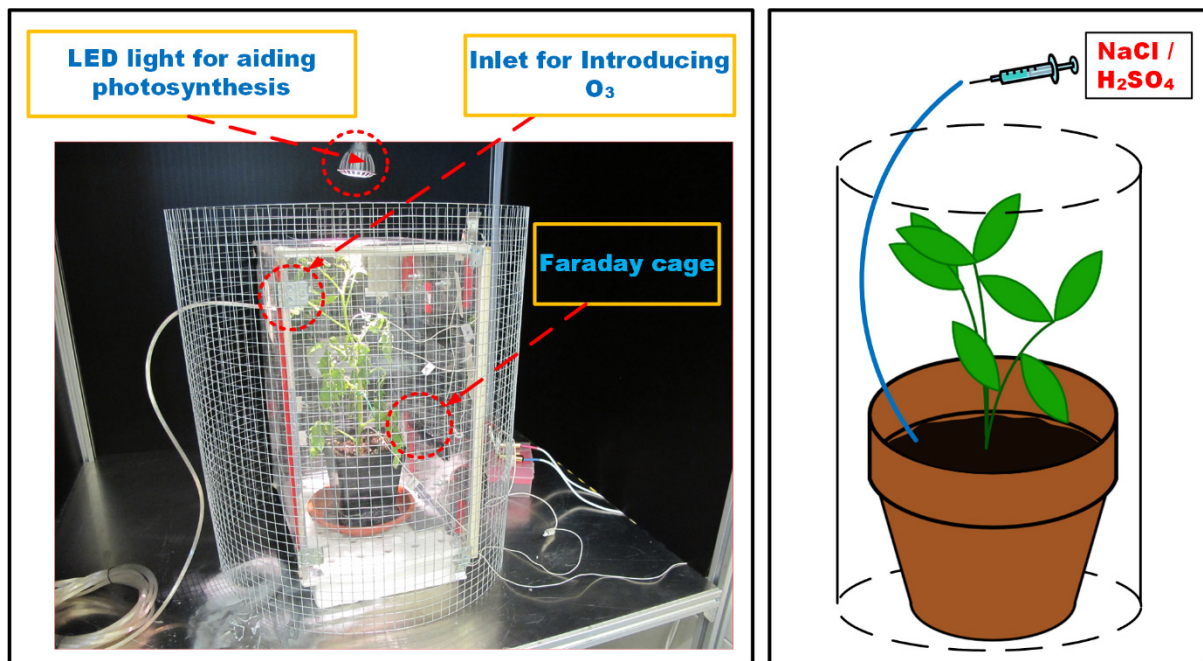 LED light for aiding
photosynthesis
Inlet for Introducing
O₃
Faraday cage
NaCl /
H₂SO₄